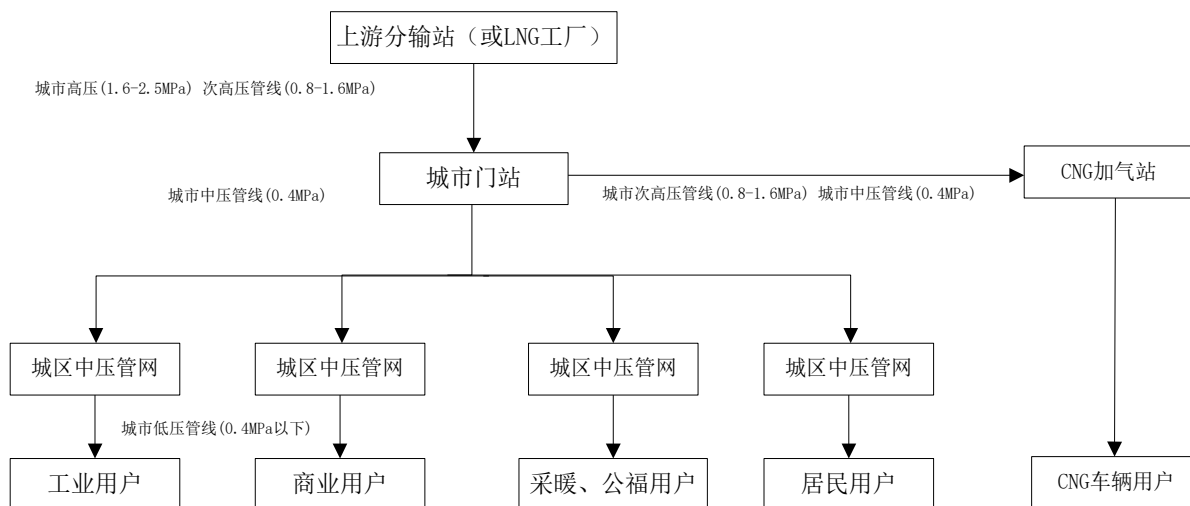 上游分输站（或LNG工厂）
城市高压(1.6-2.5MPa) 次高压管线(0.8-1.6MPa)
城市门站
CNG加气站
城市中压管线(0.4MPa)
城市次高压管线(0.8-1.6MPa) 城市中压管线(0.4MPa)
城区中压管网
城区中压管网
城区中压管网
城区中压管网
城市低压管线(0.4MPa以下)
工业用户
商业用户
采暖、公福用户
居民用户
CNG车辆用户